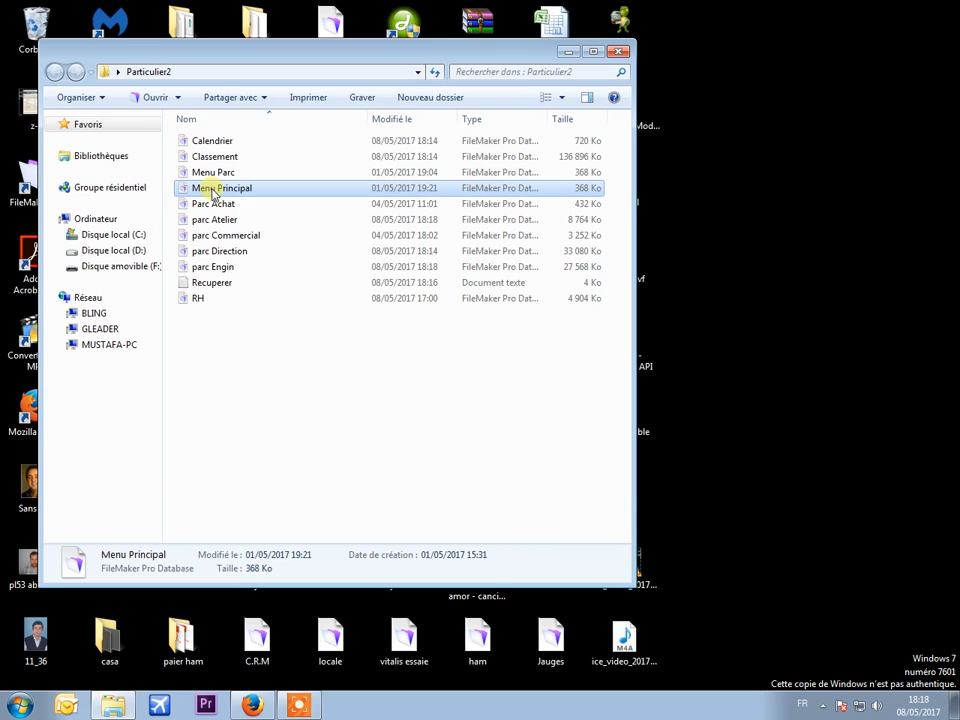 Corb
Particulier2
Rechercher dans : Particulier2
Organiser Ouvrir Partager avec Imprimer Graver Nouveau dossier
Nom Modifié le Type Taille
Favoris
Bibliothèques
Groupe résidentiel
Ordinateur
Disque local (C:)
Disque local (D:)
Disque amovible (F:)
Réseau
BLING
GLEADER
MUSTAFA-PC
Calendrier 08/05/2017 18:14 FileMaker Pro Dat... 720 Ko
Classement 08/05/2017 18:14 FileMaker Pro Dat... 136 896 Ko
Menu Parc 01/05/2017 19:04 FileMaker Pro Dat... 368 Ko
Menu Principal 01/05/2017 19:21 FileMaker Pro Dat... 368 Ko
Parc Achat 04/05/2017 11:01 FileMaker Pro Dat... 432 Ko
parc Atelier 08/05/2017 18:18 FileMaker Pro Dat... 8 764 Ko
parc Commercial 04/05/2017 18:02 FileMaker Pro Dat... 3 252 Ko
parc Direction 08/05/2017 18:14 FileMaker Pro Dat... 33 080 Ko
parc Engin 08/05/2017 18:18 FileMaker Pro Dat... 27 568 Ko
Recuperer 08/05/2017 18:16 Document texte 4 Ko
RH 08/05/2017 17:00 FileMaker Pro Dat... 4 904 Ko
Menu Principal Modifié le : 01/05/2017 19:21 Date de création : 01/05/2017 15:31
FileMaker Pro Database Taille : 368 Ko
z-
FileMa
Ad
Acrob
Convert
MP
Mozill
Sans
pl53 ab
Mod...
vf
API
ble
_2017...
amor - canci...
11_36
casa
paier ham
C.R.M
locale
vitalis essaie
ham
Jauges
M4A
ice_video_2017...
Windows 7
numéro 7601
Cette copie de Windows n'est pas authentique.
Pr
FR
18:18
08/05/2017